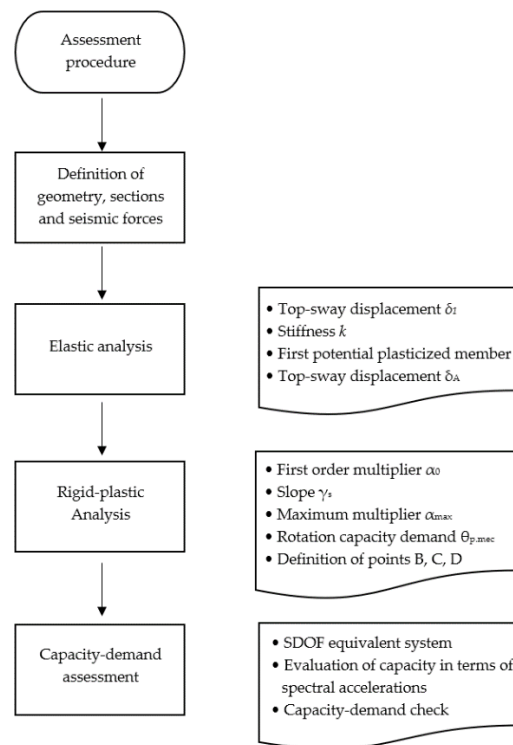 Assessment
procedure
Definition of
geometry, sections
and seismic forces
Elastic analysis
• Top-sway displacement δ₁
• Stiffness k
• First potential plasticized member
• Top-sway displacement δA
Rigid-plastic
Analysis
• First order multiplier α₀
• Slope γs
• Maximum multiplier αmax
• Rotation capacity demand θp.mec
• Definition of points B, C, D
Capacity-demand
assessment
• SDOF equivalent system
• Evaluation of capacity in terms of
spectral accelerations
• Capacity-demand check